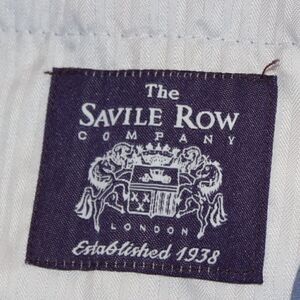 The
SAVILE ROW
COMPANY
LONDON
Established 1938